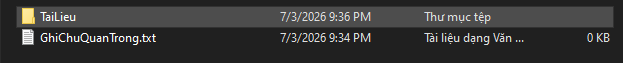 TaiLieu 7/3/2026 9:36 PM Thư mục tệp
GhiChuQuanTrong.txt 7/3/2026 9:34 PM Tài liệu dạng Văn ... 0 KB